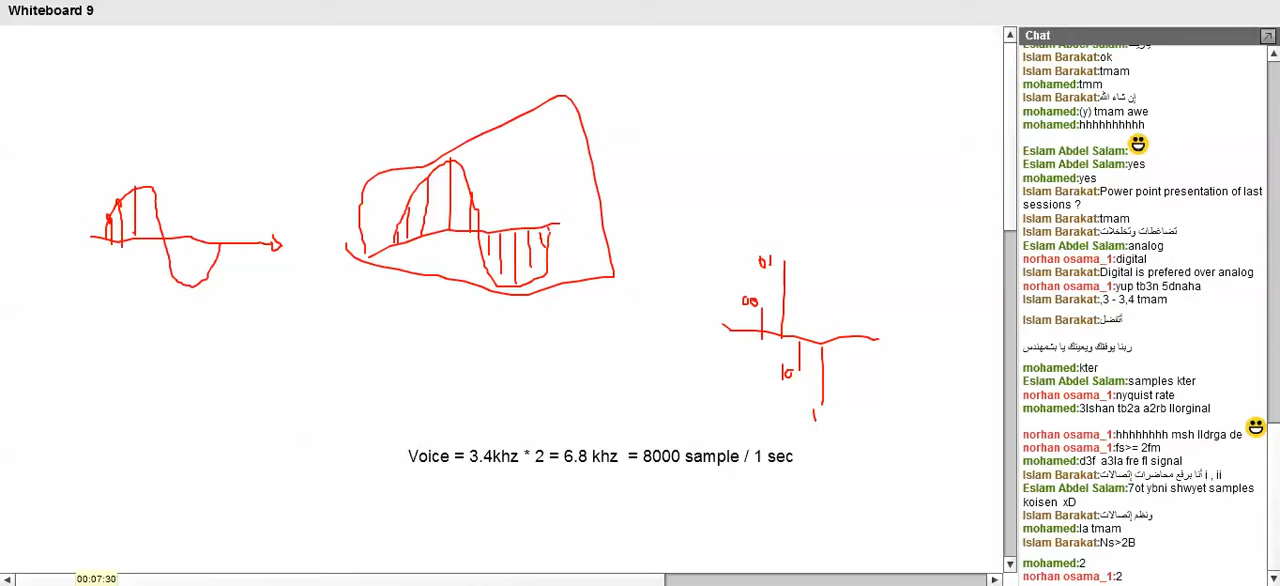 Whiteboard 9
01
00
10
1
Voice = 3.4khz * 2 = 6.8 khz = 8000 sample / 1 sec
00:07:30
Chat
Eslam Abdel Salam:
Islam Barakat:ok
Islam Barakat:tmam
mohamed:tmm
Islam Barakat:إن شاء الله
mohamed:(y) tmam awe
mohamed:hhhhhhhhhh
Eslam Abdel Salam:
Eslam Abdel Salam:yes
mohamed:yes
Islam Barakat:Power point presentation of last
sessions ?
Islam Barakat:tmam
Islam Barakat:تضاغطات وتخلخلات
Eslam Abdel Salam:analog
norhan osama_1:digital
Islam Barakat:Digital is prefered over analog
norhan osama_1:yup tb3n 5dnaha
Islam Barakat:,3 - 3,4 tmam
Islam Barakat:أتفضل
ربنا يوفقك ويعينك يا بشمهندس
mohamed:kter
Eslam Abdel Salam:samples kter
norhan osama_1:nyquist rate
mohamed:3lshan tb2a a2rb llorginal
norhan osama_1:hhhhhhhh msh lldrga de
norhan osama_1:fs>= 2fm
mohamed:d3f a3la fre fl signal
Islam Barakat:أنا برفع محاضرات إتصالات i , ii
Eslam Abdel Salam:7ot ybni shwyet samples
koisen xD
Islam Barakat:ونظم إتصالات
mohamed:la tmam
Islam Barakat:Ns>2B
mohamed:2
norhan osama_1:2